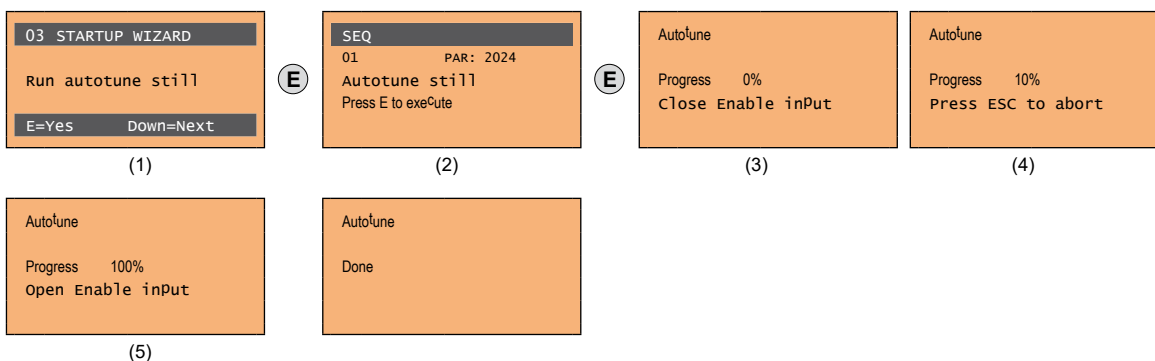 03 STARTUP WIZARD
Run autotune still
E=Yes Down=Next
(1)
E
SEQ
01 PAR: 2024
Autotune still
Press E to execute
(2)
E
Autotune
Progress 0%
Close Enable input
(3)
Autotune
Progress 10%
Press ESC to abort
(4)
Autotune
Progress 100%
Open Enable input
(5)
Autotune
Done